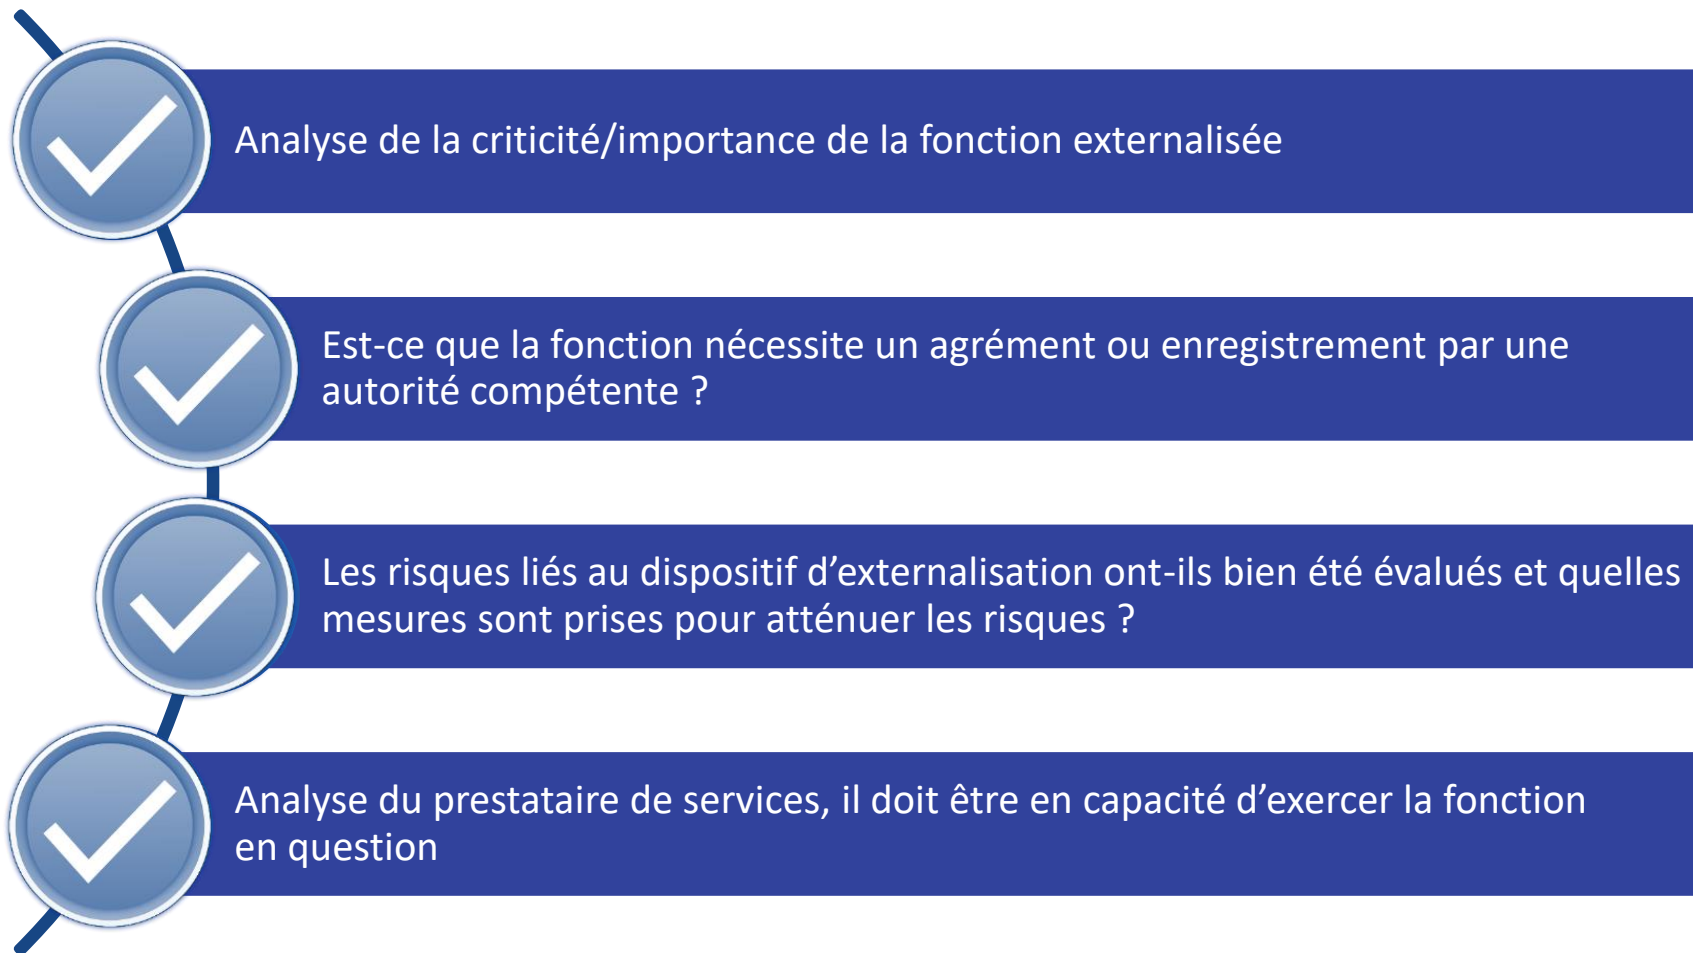 Analyse de la criticité/importance de la fonction externalisée
Est-ce que la fonction nécessite un agrément ou enregistrement par une
autorité compétente ?
Les risques liés au dispositif d’externalisation ont-ils bien été évalués et quelles
mesures sont prises pour atténuer les risques ?
Analyse du prestataire de services, il doit être en capacité d’exercer la fonction
en question